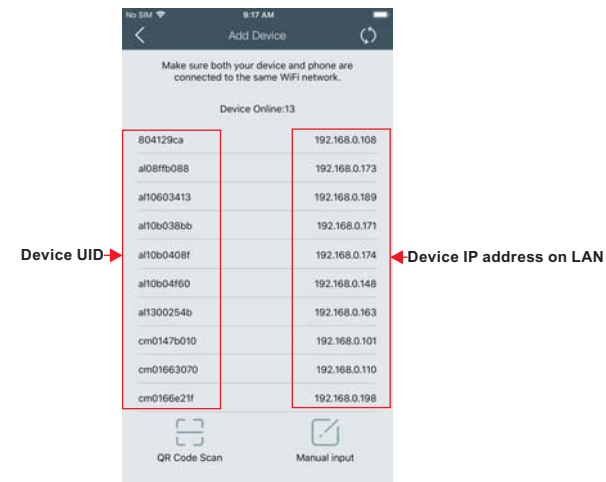 No SIM 9:17 AM
Add Device
Make sure both your device and phone are
connected to the same WiFi network.
Device Online:13
804129ca 192.168.0.108
al08ffb088 192.168.0.173
al10603413 192.168.0.189
al10b038bb 192.168.0.171
Device UID al10b0408f 192.168.0.174 Device IP address on LAN
al10b04f60 192.168.0.148
al1300254b 192.168.0.163
cm0147b010 192.168.0.101
cm01663070 192.168.0.110
cm0166e21f 192.168.0.198
QR Code Scan Manual input